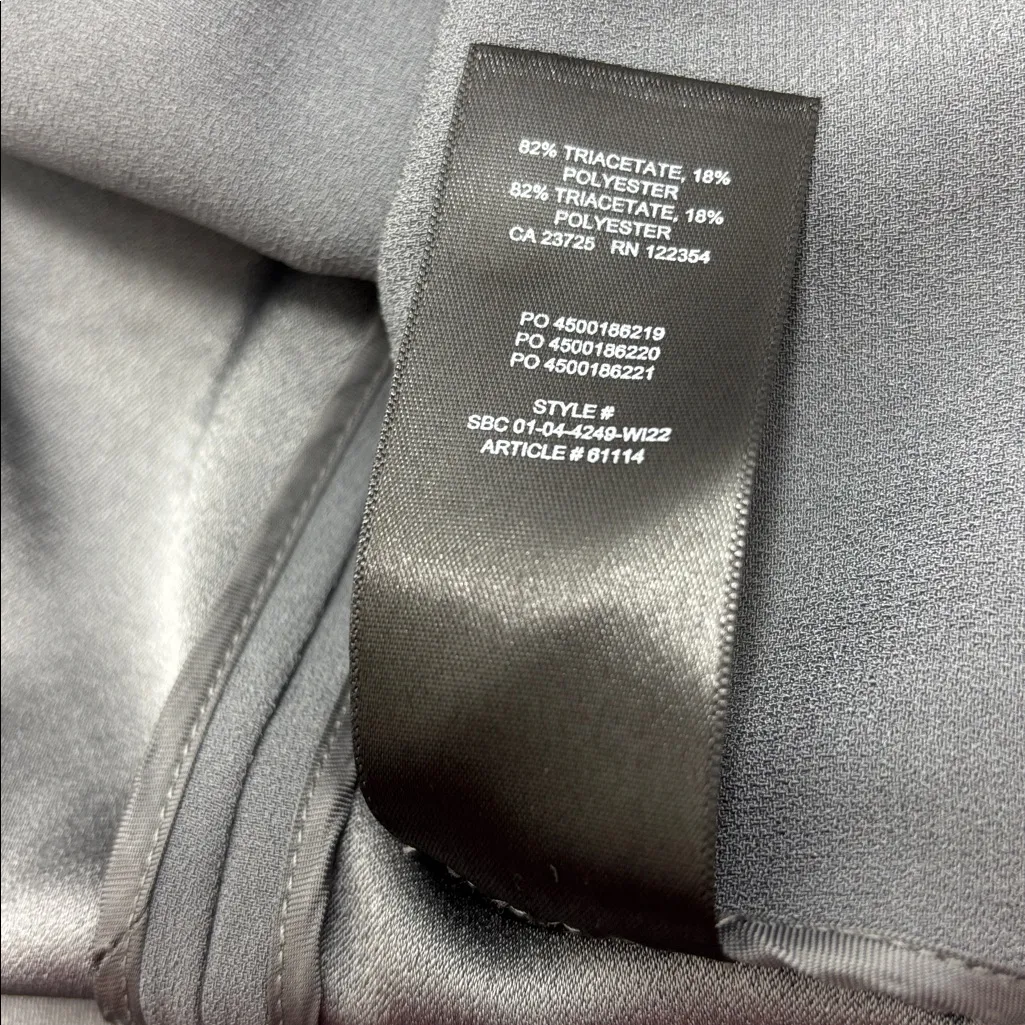 82% TRIACETATE, 18%
POLYESTER
82% TRIACETATE, 18%
POLYESTER
CA 23725 RN 122354
PO 4500186219
PO 4500186220
PO 4500186221
STYLE #
SBC 01-04-4249-WI22
ARTICLE # 61114